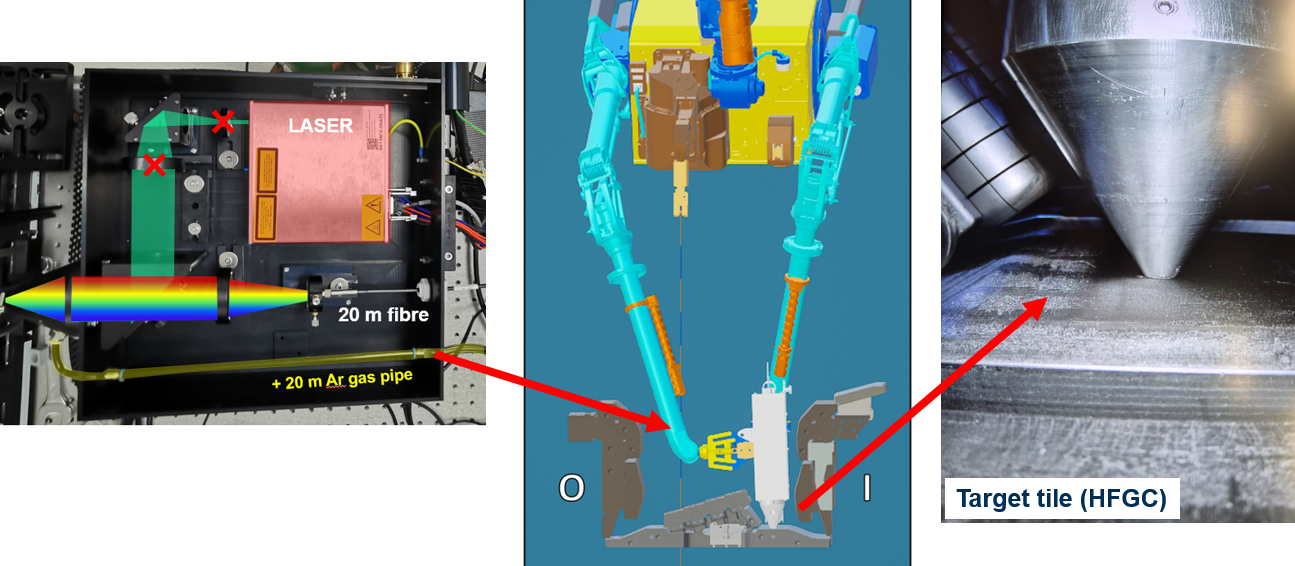 LASER
20 m fibre
+ 20 m Ar gas pipe
O
I
Target tile (HFGC)